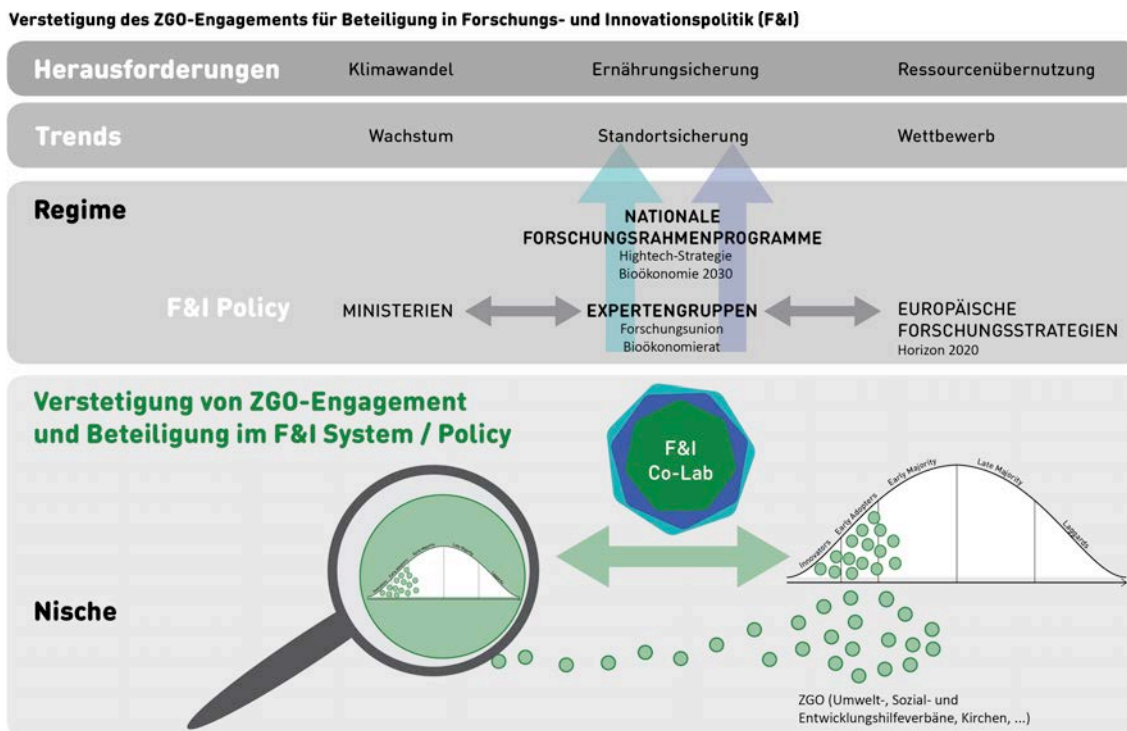 Verstetigung des ZGO-Engagements für Beteiligung in Forschungs- und Innovationspolitik (F&I)
Herausforderungen Klimawandel Ernährungsicherung Ressourcenübernutzung
Trends Wachstum Standortsicherung Wettbewerb
Regime
NATIONALE
FORSCHUNGSRAHMENPROGRAMME
Hightech-Strategie
Bioökonomie 2030
F&I Policy MINISTERIEN EXPERTENGRUPPEN EUROPÄISCHE
Forschungsunion FORSCHUNGSSTRATEGIEN
Bioökonomierat Horizon 2020
Verstetigung von ZGO-Engagement
und Beteiligung im F&I System / Policy
F&I
Co-Lab
Innovators
Early Adopters
Early Majority
Late Majority
Laggards
Nische
ZGO (Umwelt-, Sozial- und
Entwicklungshilfeverbäne, Kirchen, ...)